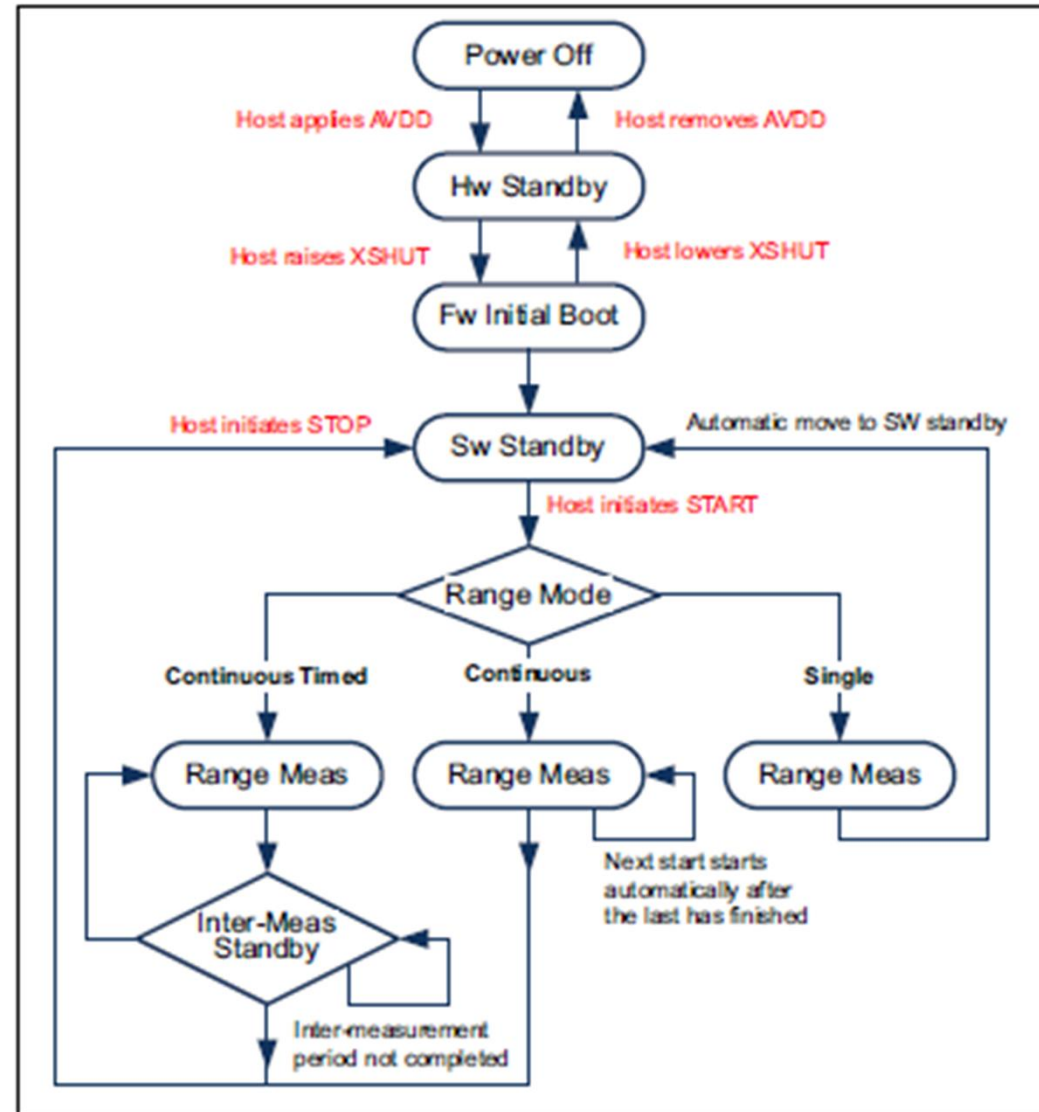 Power Off
Host applies AVDD
Host removes AVDD
Hw Standby
Host raises XSHUT
Host lowers XSHUT
Fw Initial Boot
Host initiates STOP
Automatic move to SW standby
Sw Standby
Host initiates START
Range Mode
Continuous Timed
Continuous
Single
Range Meas
Range Meas
Range Meas
Next start starts
automatically after
the last has finished
Inter-Meas
Standby
Inter-measurement
period not completed